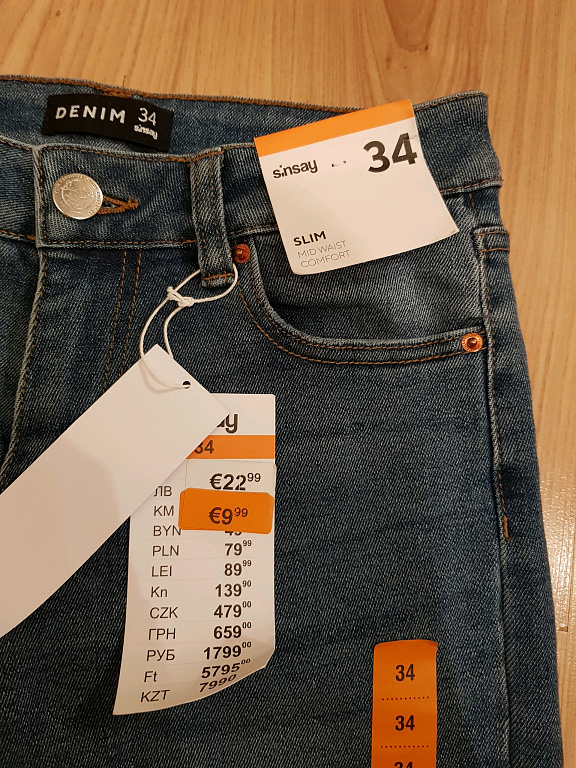 DENIM 34
sinsay
sinsay 34
SLIM
MID WAIST
COMFORT
34
€22.99
ЛВ
KM
€9.99
BYN
PLN 79.99
LEI 89.99
Kn 139.90
CZK 479.00
ГРН 659.00
РУБ 1799.00
Ft 5795.00
KZT 7990
34
34
34